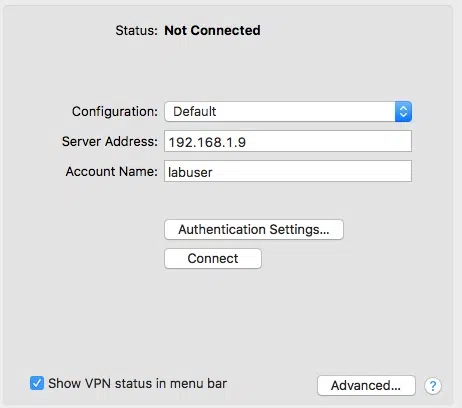 Status: Not Connected
Configuration: Default
Server Address: 192.168.1.9
Account Name: labuser
Authentication Settings...
Connect
Show VPN status in menu bar
Advanced...
?